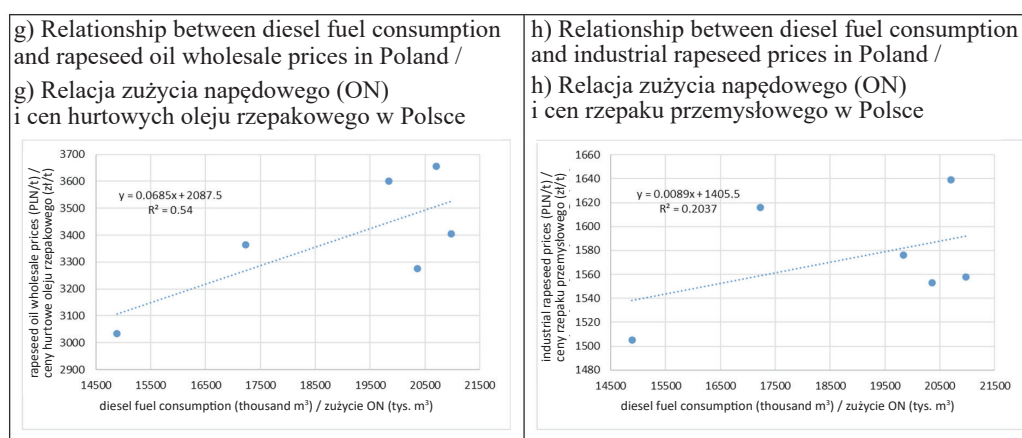 g) Relationship between diesel fuel consumption
and rapeseed oil wholesale prices in Poland /
g) Relacja zużycia napędowego (ON)
i cen hurtowych oleju rzepakowego w Polsce
rapeseed oil wholesale prices (PLN/t) /
ceny hurtowe oleju rzepakowego (zł/t)
3700
3600
3500
3400
3300
3200
3100
3000
2900
y = 0.0685x + 2087.5
R² = 0.54
14500 15500 16500 17500 18500 19500 20500 21500
diesel fuel consumption (thousand m³) / zużycie ON (tys. m³)
h) Relationship between diesel fuel consumption
and industrial rapeseed prices in Poland /
h) Relacja zużycia napędowego (ON)
i cen rzepaku przemysłowego w Polsce
industrial rapeseed prices (PLN/t) /
ceny rzepaku przemysłowego (zł/t)
1660
1640
1620
1600
1580
1560
1540
1520
1500
1480
y = 0.0089x + 1405.5
R² = 0.2037
14500 15500 16500 17500 18500 19500 20500 21500
diesel fuel consumption (thousand m³) / zużycie ON (tys. m³)